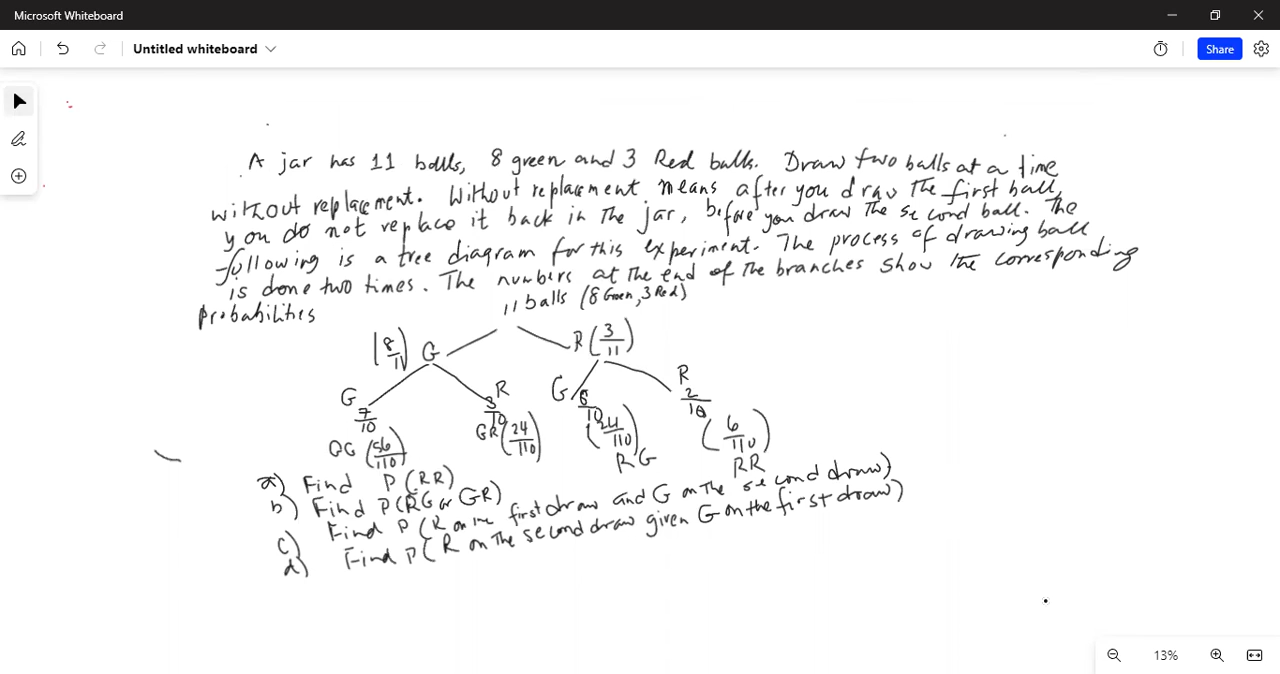 Microsoft Whiteboard
Untitled whiteboard
Share
A jar has 11 balls, 8 green and 3 Red balls. Draw two balls at a time
without replacement. Without replacement means after you draw the first ball,
you do not replace it back in the jar, before you draw the second ball. The
following is a tree diagram for this experiment. The process of drawing ball
is done two times. The numbers at the end of the branches show the corresponding
probabilities
11 balls (8 Green, 3 Red)
(8/11) G R (3/11)
G 7/10 R 3/10 G 8/10 R 2/10
GG (56/110) GR (24/110) (24/110) RG (6/110) RR
a) Find P(RR)
b) Find P(RG or GR)
c) Find P(R on the first draw and G on the second draw)
d) Find P(R on the second draw given G on the first draw)
13%